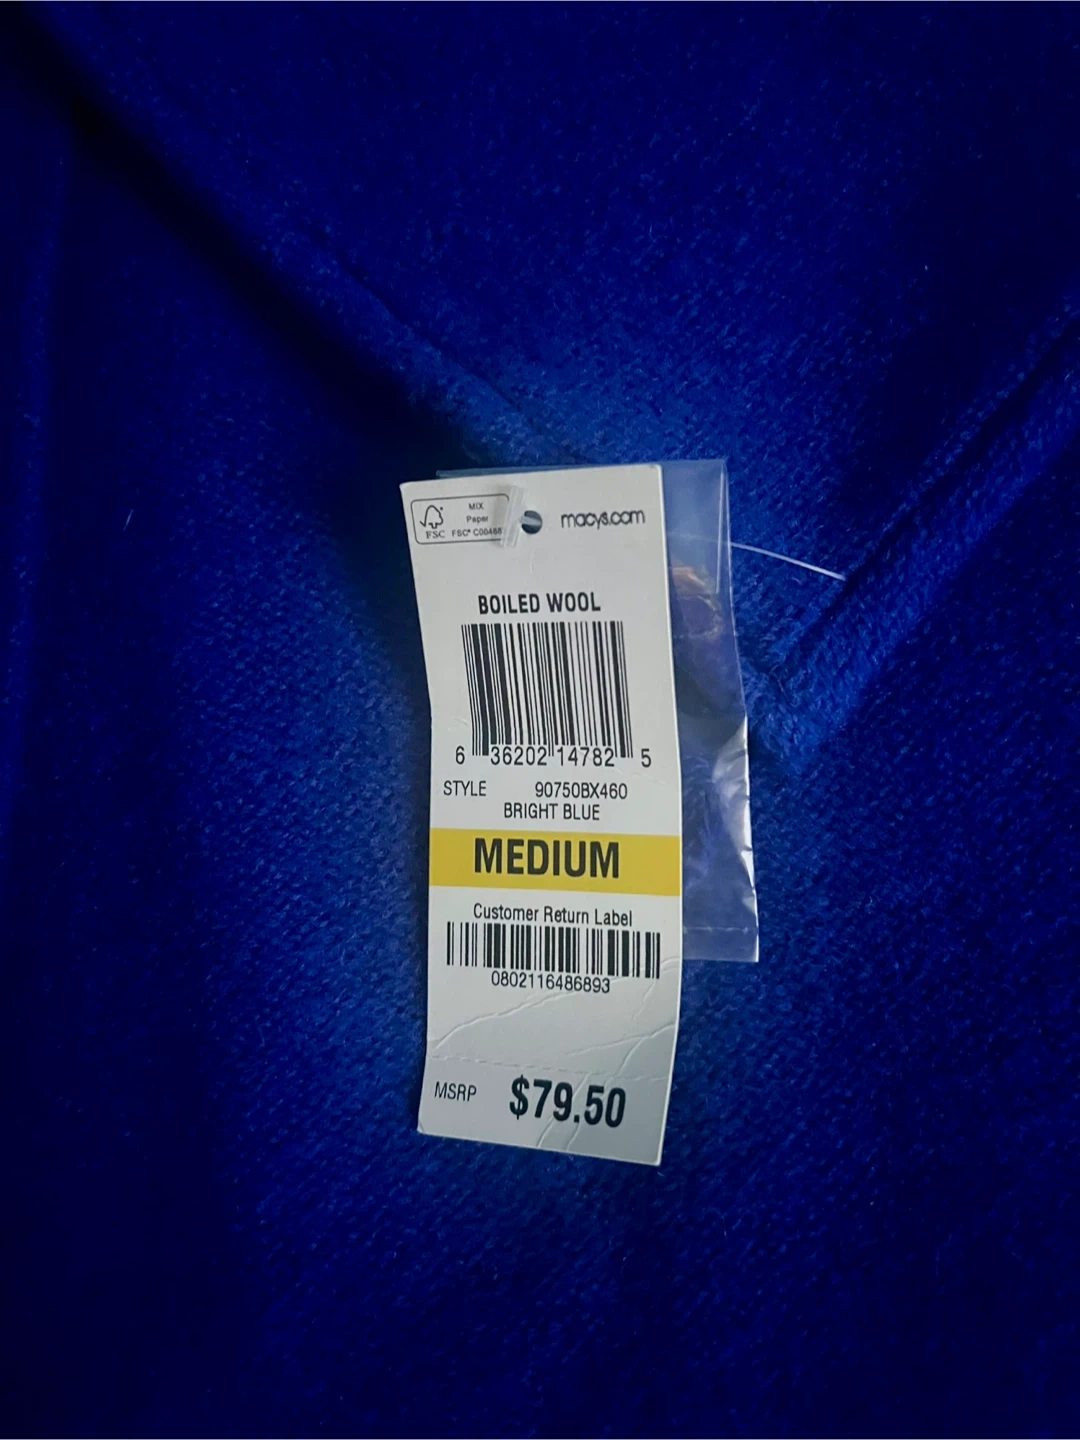 MIX
Paper
FSC FSC®
macys.com
BOILED WOOL
6 36202 14782 5
STYLE 90750BX460
BRIGHT BLUE
MEDIUM
Customer Return Label
0802116486893
MSRP $79.50